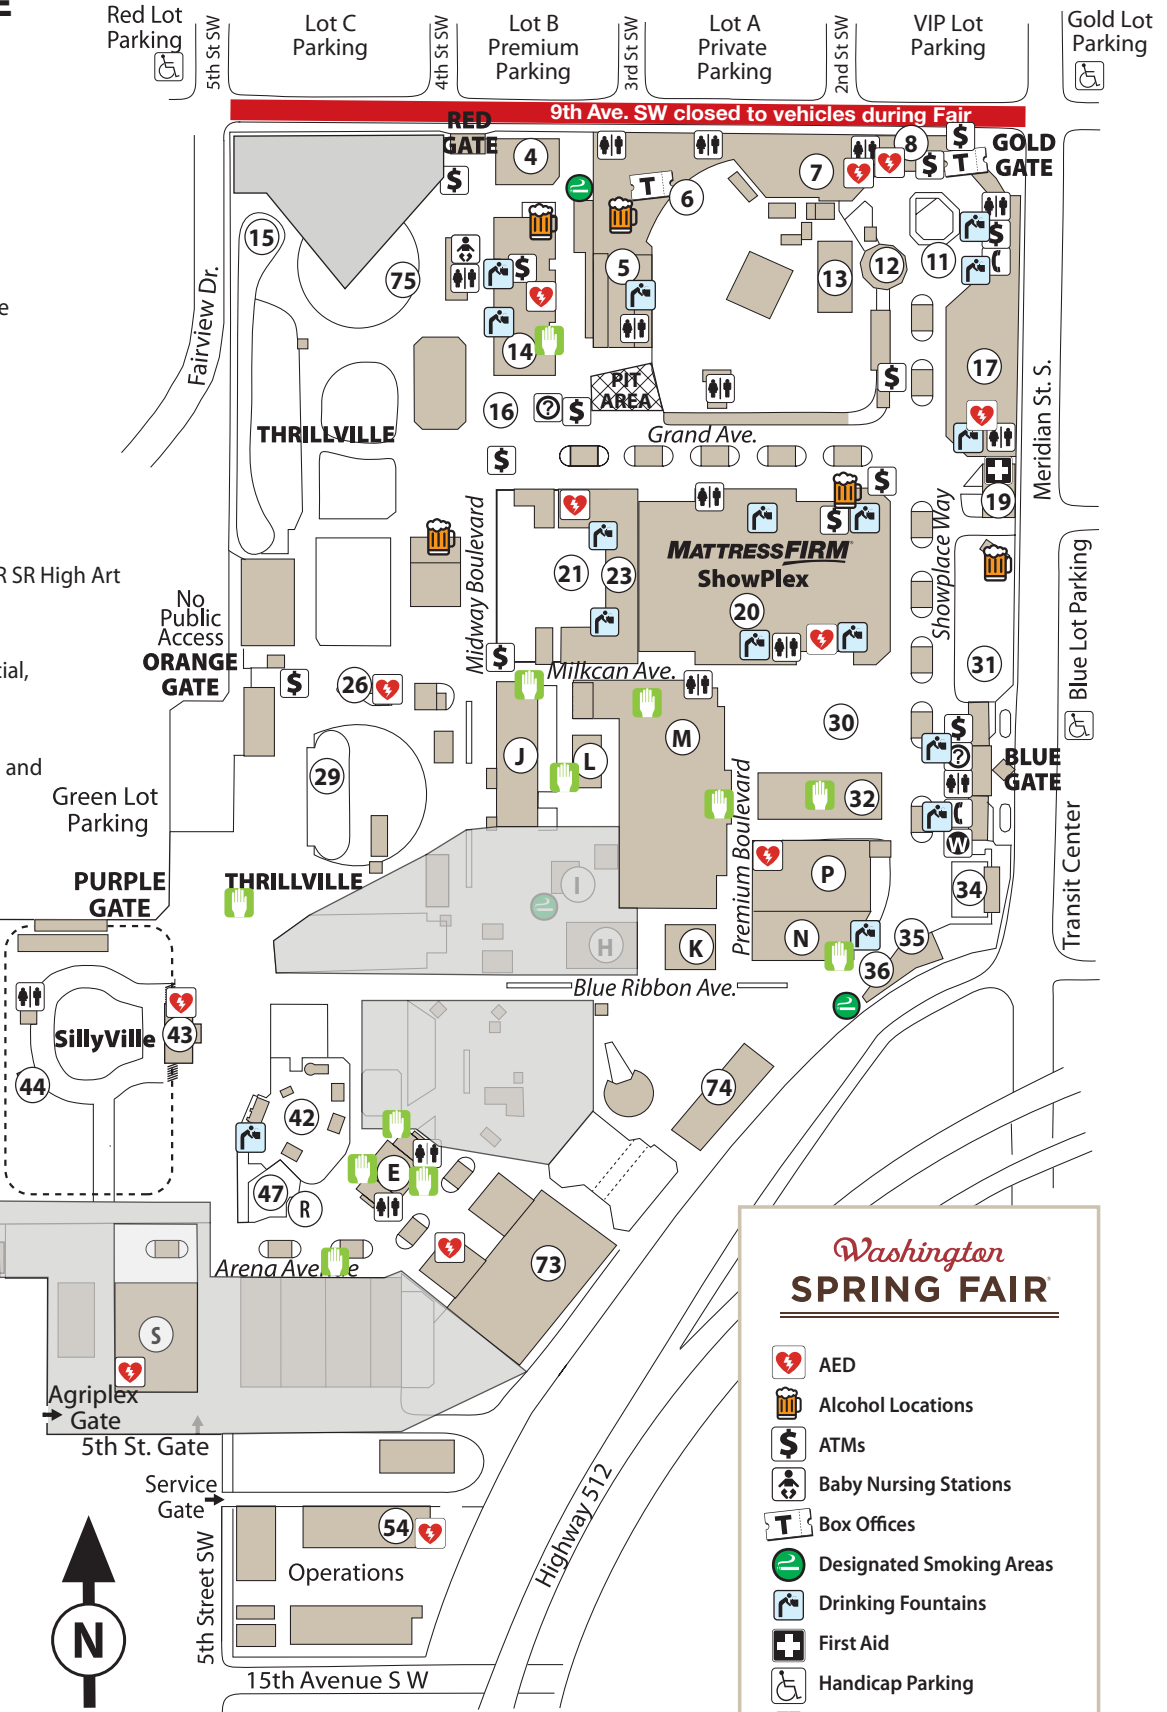 E
Red Lot
Parking
5th St SW
Lot C
Parking
4th St SW
Lot B
Premium
Parking
3rd St SW
Lot A
Private
Parking
2nd St SW
VIP Lot
Parking
Gold Lot
Parking
9th Ave. SW closed to vehicles during Fair
RED
GATE
4
$
T
6
7
8
$
$
T
GOLD
GATE
15
75
$
5
13
12
11
$
Fairview Dr.
e
14
17
$
PIT
AREA
16
?
$
THRILLVILLE
Grand Ave.
$
$
19
Meridian St. S.
Midway Boulevard
$
MATTRESSFIRM
ShowPlex
21
23
20
Showplace Way
R SR High Art
No
Public
Access
ORANGE
GATE
$
26
$
Milkcan Ave.
31
Blue Lot Parking
cial,
J
L
M
30
$
?
BLUE
GATE
29
and
Green Lot
Parking
32
W
Premium Boulevard
P
N
34
PURPLE
GATE
THRILLVILLE
I
H
K
35
36
Transit Center
Blue Ribbon Ave.
SillyVille
43
44
42
74
E
47
R
73
Arena Avenue
S
Agriplex
Gate
5th St. Gate
Service
Gate
54
Operations
5th Street SW
Highway 512
N
15th Avenue S W
Washington
SPRING FAIR
AED
Alcohol Locations
$ ATMs
Baby Nursing Stations
T Box Offices
Designated Smoking Areas
Drinking Fountains
First Aid
Handicap Parking